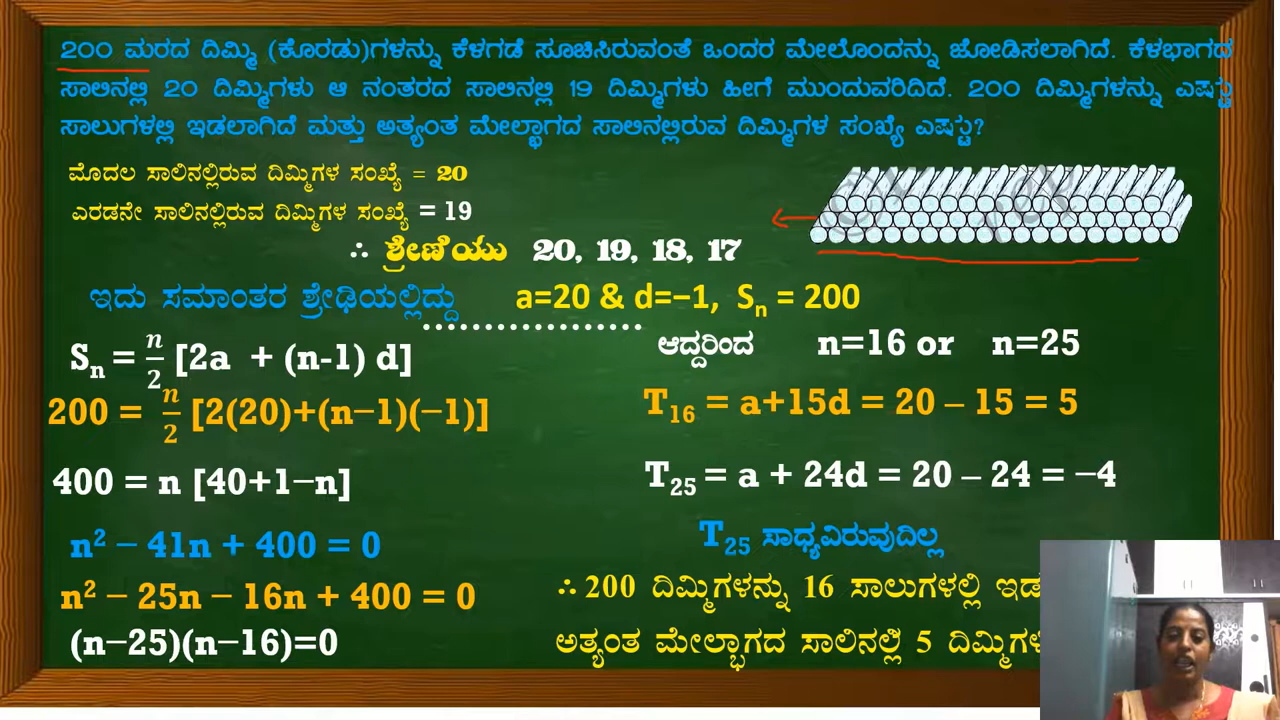 200 ಮರದ ದಿಮ್ಮಿ (ಕೊರಡು)ಗಳನ್ನು ಕೆಳಗಡೆ ಸೂಚಿಸಿರುವಂತೆ ಒಂದರ ಮೇಲೊಂದನ್ನು ಜೋಡಿಸಲಾಗಿದೆ. ಕೆಳಭಾಗದ
ಸಾಲಿನಲ್ಲಿ 20 ದಿಮ್ಮಿಗಳು ಆ ನಂತರದ ಸಾಲಿನಲ್ಲಿ 19 ದಿಮ್ಮಿಗಳು ಹೀಗೆ ಮುಂದುವರಿದಿದೆ. 200 ದಿಮ್ಮಿಗಳನ್ನು ಎಷ್ಟು
ಸಾಲುಗಳಲ್ಲಿ ಇಡಲಾಗಿದೆ ಮತ್ತು ಅತ್ಯಂತ ಮೇಲ್ಭಾಗದ ಸಾಲಿನಲ್ಲಿರುವ ದಿಮ್ಮಿಗಳ ಸಂಖ್ಯೆ ಎಷ್ಟು?
ಮೊದಲ ಸಾಲಿನಲ್ಲಿರುವ ದಿಮ್ಮಿಗಳ ಸಂಖ್ಯೆ = 20
ಎರಡನೇ ಸಾಲಿನಲ್ಲಿರುವ ದಿಮ್ಮಿಗಳ ಸಂಖ್ಯೆ = 19
∴ ಶ್ರೇಣಿಯು 20, 19, 18, 17
ಇದು ಸಮಾಂತರ ಶ್ರೇಢಿಯಲ್ಲಿದ್ದು a=20 & d=−1, Sₙ = 200
Sₙ = n/2 [2a + (n-1) d]
200 = n/2 [2(20)+(n−1)(−1)]
400 = n [40+1−n]
n² − 41n + 400 = 0
n² − 25n − 16n + 400 = 0
(n−25)(n−16)=0
ಆದ್ದರಿಂದ n=16 or n=25
T₁₆ = a+15d = 20 – 15 = 5
T₂₅ = a + 24d = 20 – 24 = −4
T₂₅ ಸಾಧ್ಯವಿರುವುದಿಲ್ಲ
∴ 200 ದಿಮ್ಮಿಗಳನ್ನು 16 ಸಾಲುಗಳಲ್ಲಿ
ಅತ್ಯಂತ ಮೇಲ್ಭಾಗದ ಸಾಲಿನಲ್ಲಿ 5